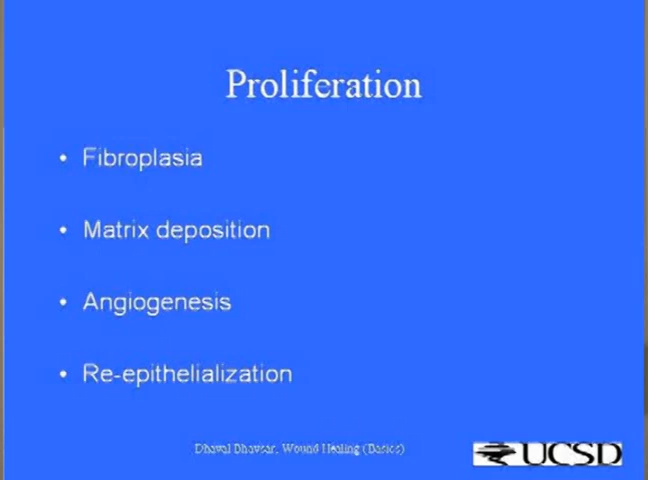 Proliferation
• Fibroplasia
• Matrix deposition
• Angiogenesis
• Re-epithelialization
Dhaval Bhavsar, Wound Healing (Basics)
UCSD